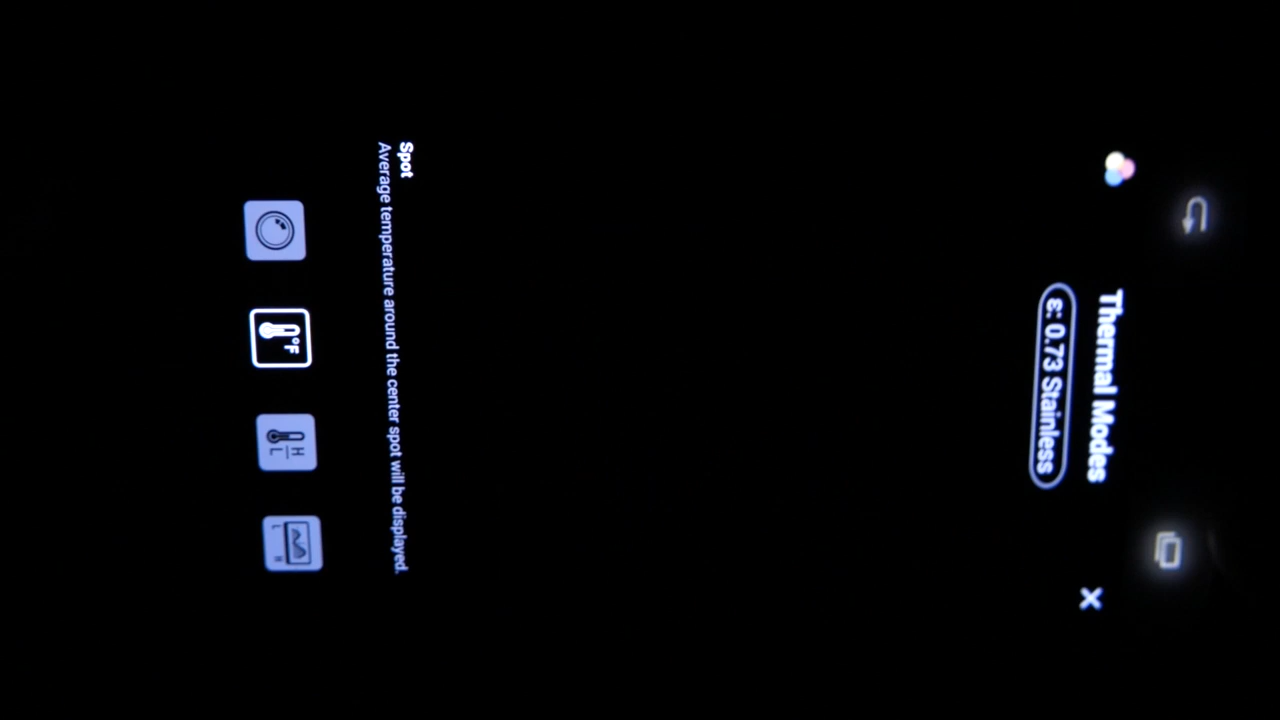 Thermal Modes
ε: 0.73 Stainless
Spot
Average temperature around the center spot will be displayed.
°F
H
L
L H